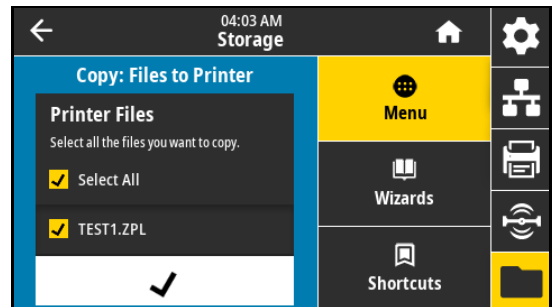 04:03 AM
Storage
Copy: Files to Printer
Printer Files
Select all the files you want to copy.
Select All
TEST1.ZPL
Menu
Wizards
Shortcuts